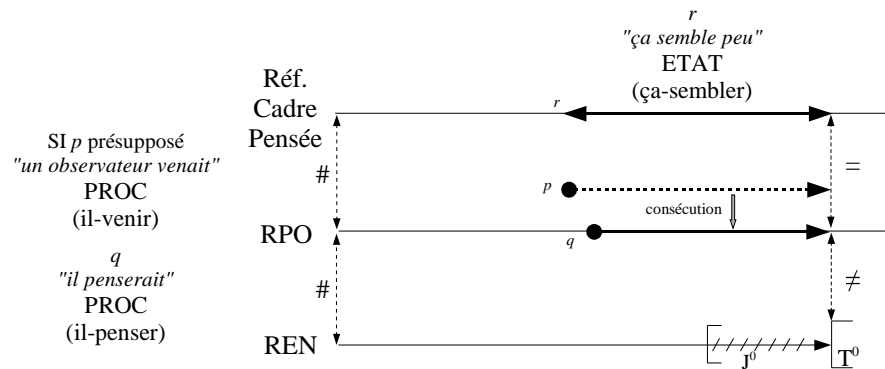 r
"ça semble peu"
ETAT
(ça-sembler)
Réf.
Cadre
Pensée
r
SI p présupposé
"un observateur venait"
PROC
(il-venir)
#
p
=
consécution
RPO
q
q
"il penserait"
PROC
(il-penser)
#
≠
REN
J⁰
T⁰